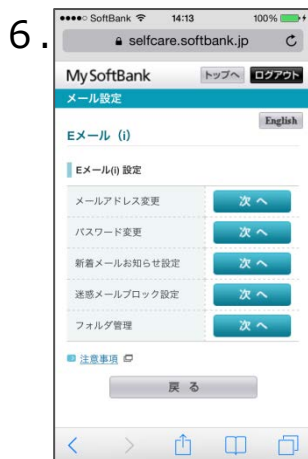 6.
SoftBank 14:13 100%
selfcare.softbank.jp
My SoftBank トップへ ログアウト
メール設定
English
Eメール（i）
Eメール(i) 設定
メールアドレス変更 次へ
パスワード変更 次へ
新着メールお知らせ設定 次へ
迷惑メールブロック設定 次へ
フォルダ管理 次へ
注意事項
戻る